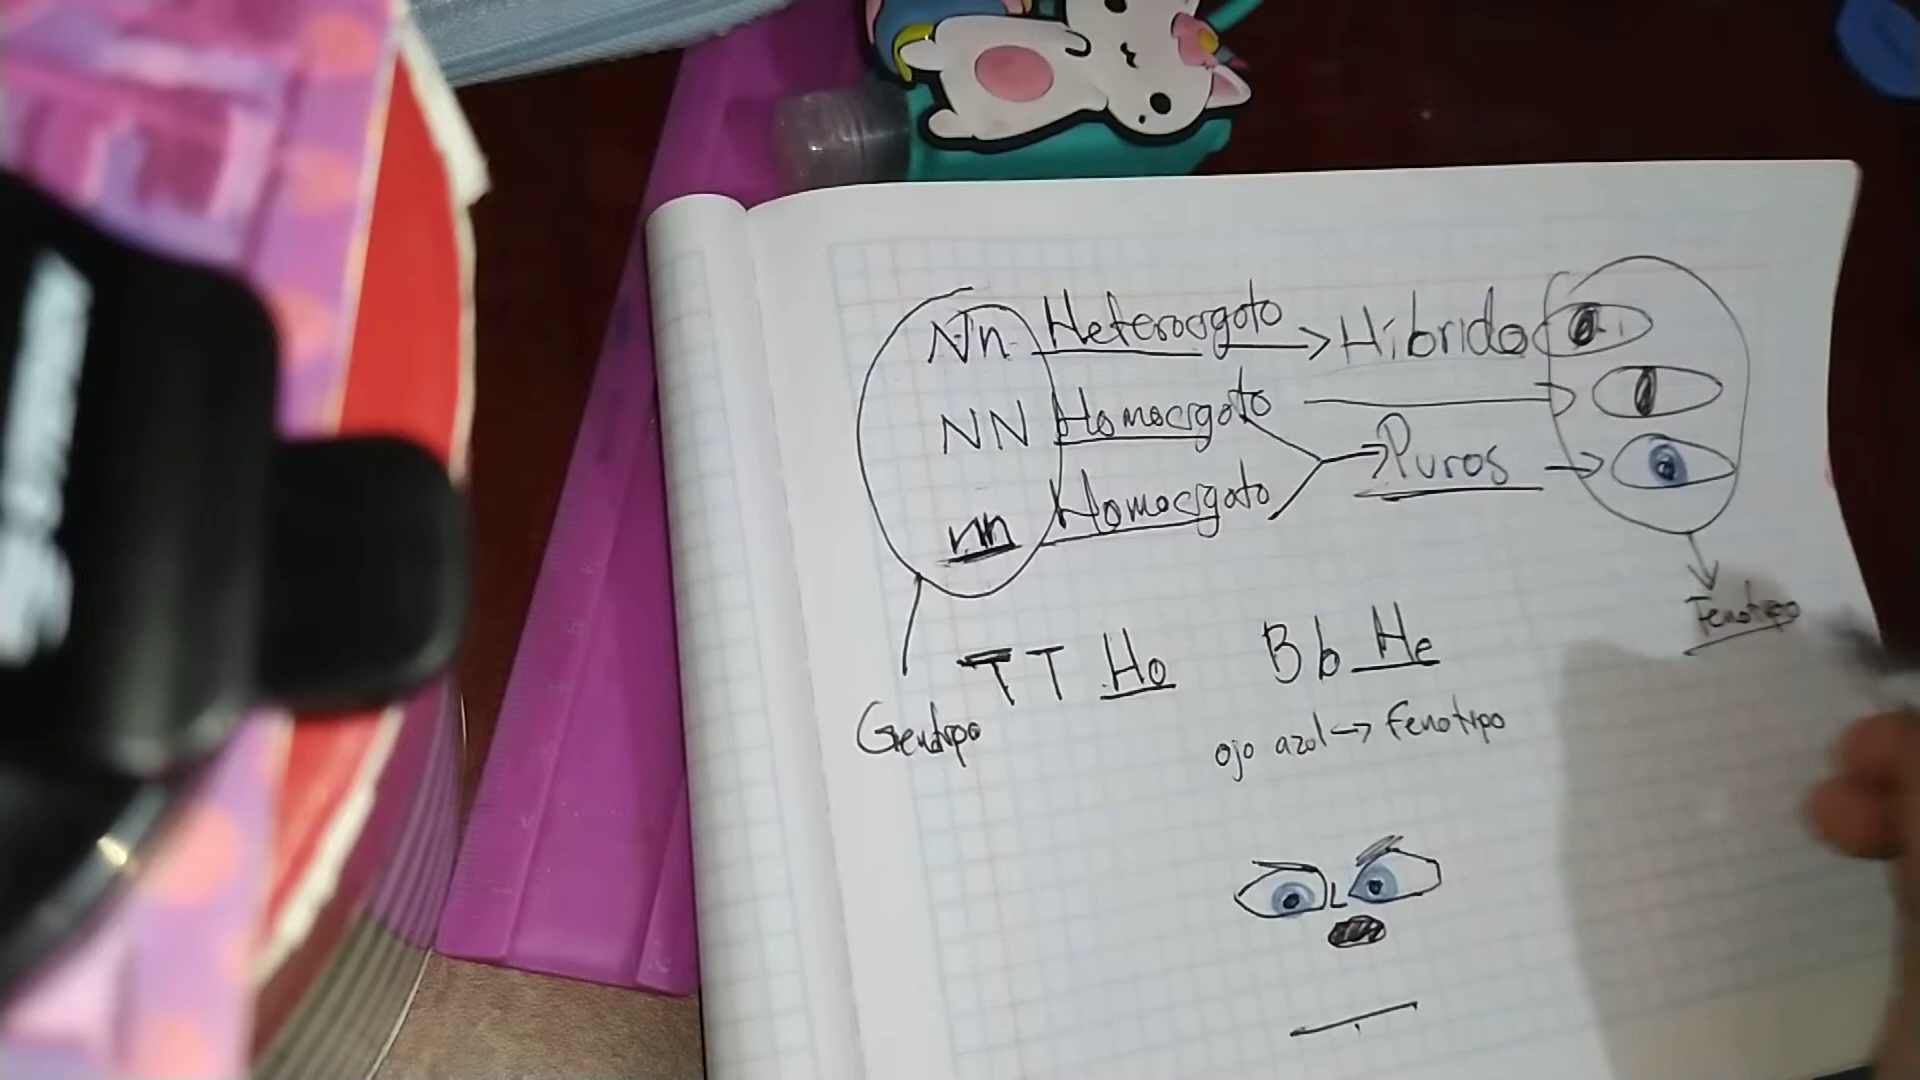 Nn Heterocigoto → Híbrido
NN Homocigoto →
nn Homocigoto → Puros →
Fenotipo
TT Ho Bb He
Genotipo
ojo azul → Fenotipo